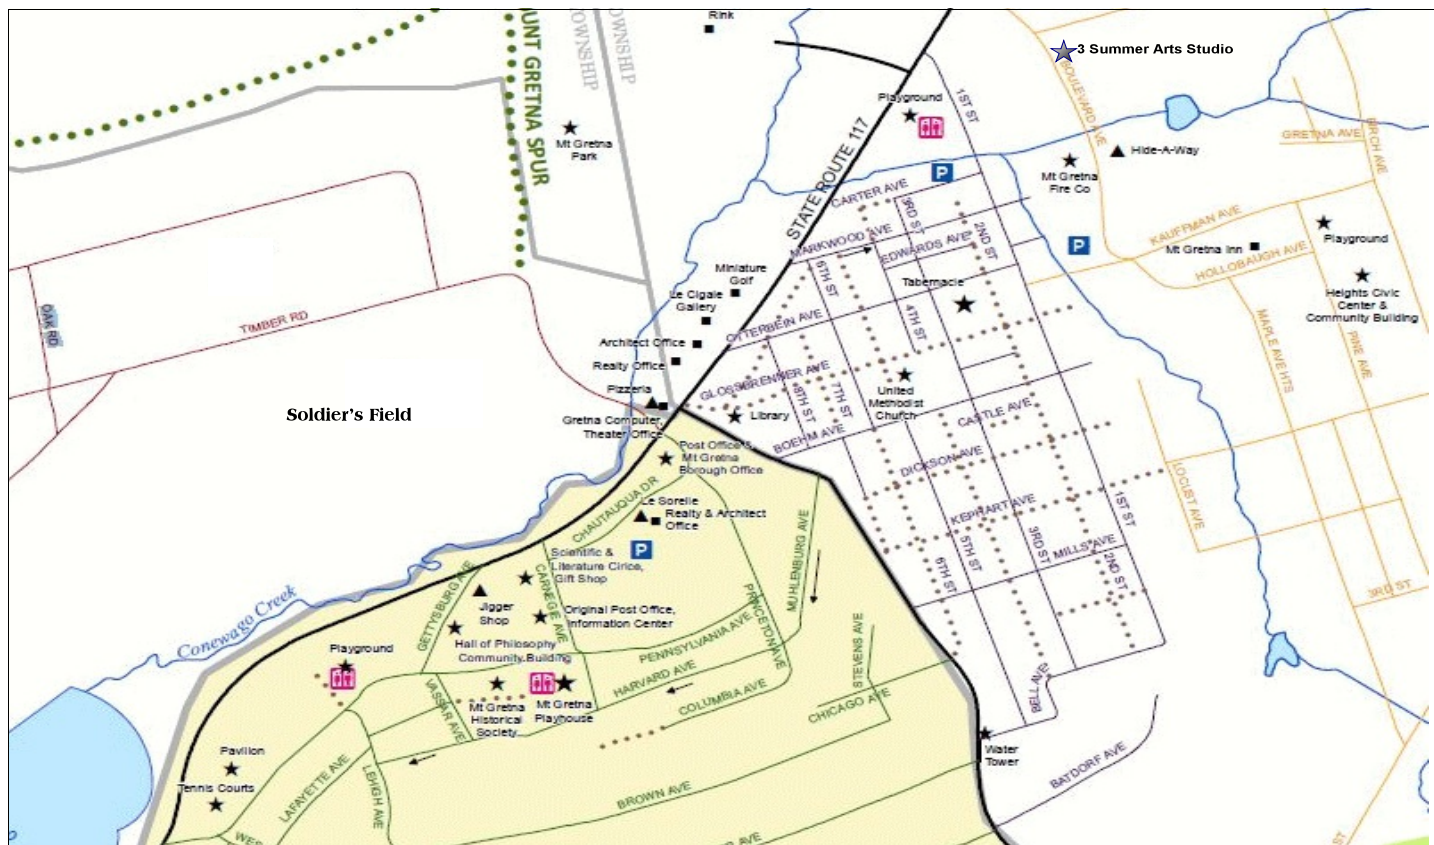 Rink
3 Summer Arts Studio
UNT GRETNA SPUR
OWNSHIP
OWNSHIP
Mt Gretna
Park
Playground
1ST ST
BOULEVARD AVE
STATE ROUTE 117
P
Hide-A-Way
Mt Gretna
Fire Co
GRETNA AVE
BIRCH AVE
CARTER AVE
3RD ST
2ND ST
MARKWOOD AVE
EDWARDS AVE
P
KAUFFMAN AVE
Mt Gretna Inn
HOLLOBAUGH AVE
Playground
Heights Civic
Center &
Community Building
Miniature
Golf
Le Cigale
Gallery
6TH ST
Tabernacle
4TH ST
OTTERBEIN AVE
Architect Office
Realty Office
Pizzeria
Gretna Computer,
Theater Office
OAK RD
TIMBER RD
Soldier's Field
GLOSSBRENNER AVE
8TH ST
7TH ST
Library
United
Methodist
Church
BOEHM AVE
CASTLE AVE
DICKSON AVE
MAPLE AVE HTS
PINE AVE
Post Office &
Mt Gretna
Borough Office
CHAUTAUQUA DR
Le Sorelle
Realty & Architect
Office
P
LOCUST AVE
KEPHART AVE
1ST ST
MILLS AVE
3RD ST
5TH ST
6TH ST
2ND ST
3RD ST
MUHLENBURG AVE
Scientific &
Literature Cirlce,
Gift Shop
CARNEGIE AVE
GETTYSBURG AVE
Jigger
Shop
Original Post Office,
Information Center
PRINCETON AVE
Conewago Creek
Playground
Hall of Philosophy
Community Building
PENNSYLVANIA AVE
HARVARD AVE
COLUMBIA AVE
STEVENS AVE
CHICAGO AVE
BELL AVE
VASSAR AVE
Mt Gretna
Historical
Society
Mt Gretna
Playhouse
Water
Tower
BATDORF AVE
Pavilion
Tennis Courts
LAFAYETTE AVE
LEHIGH AVE
BROWN AVE
WES
AVE
ST